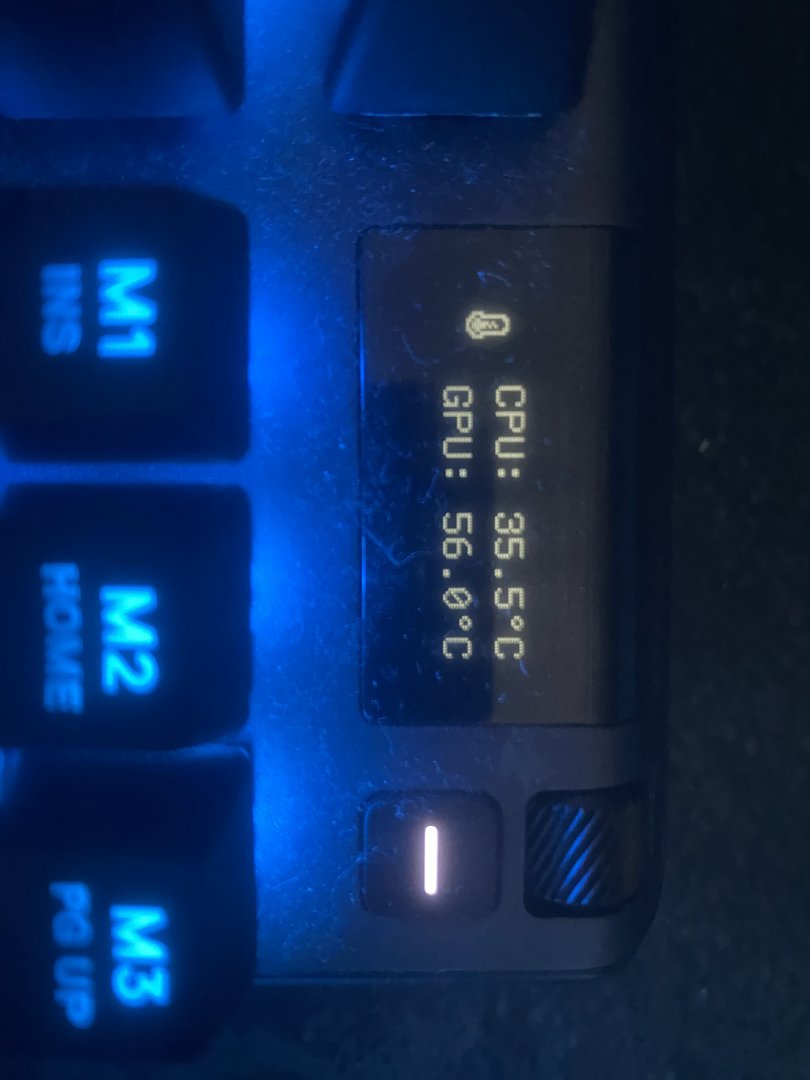 CPU: 35.5°C
GPU: 56.0°C
M1
INS
M2
HOME
M3
PG UP